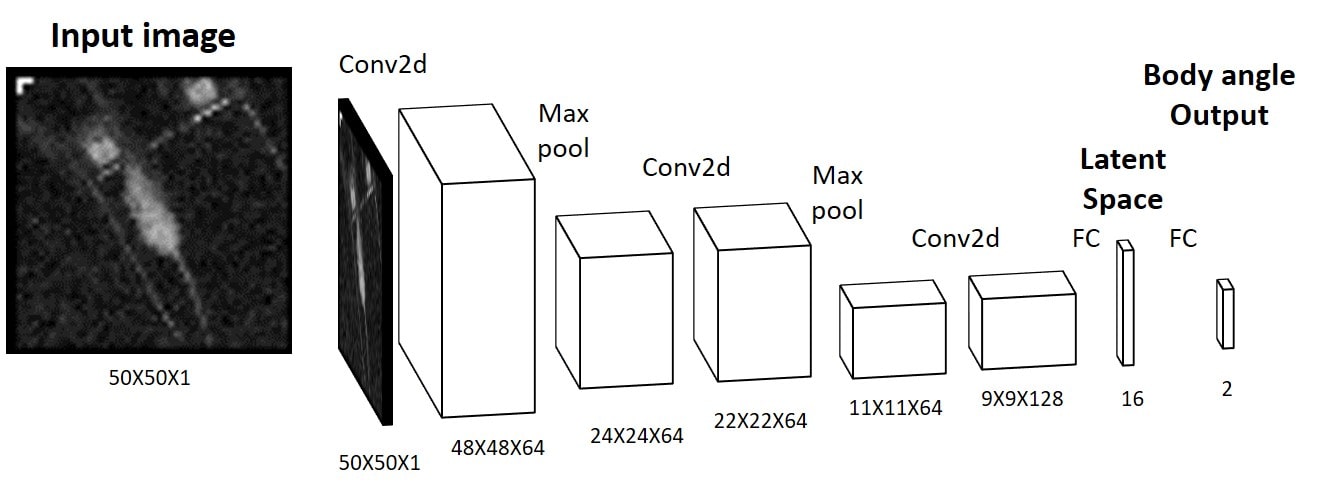 Input image
50X50X1
Conv2d
50X50X1
48X48X64
Max
pool
24X24X64
Conv2d
22X22X64
Max
pool
11X11X64
Conv2d
9X9X128
FC
Latent
Space
16
FC
Body angle
Output
2